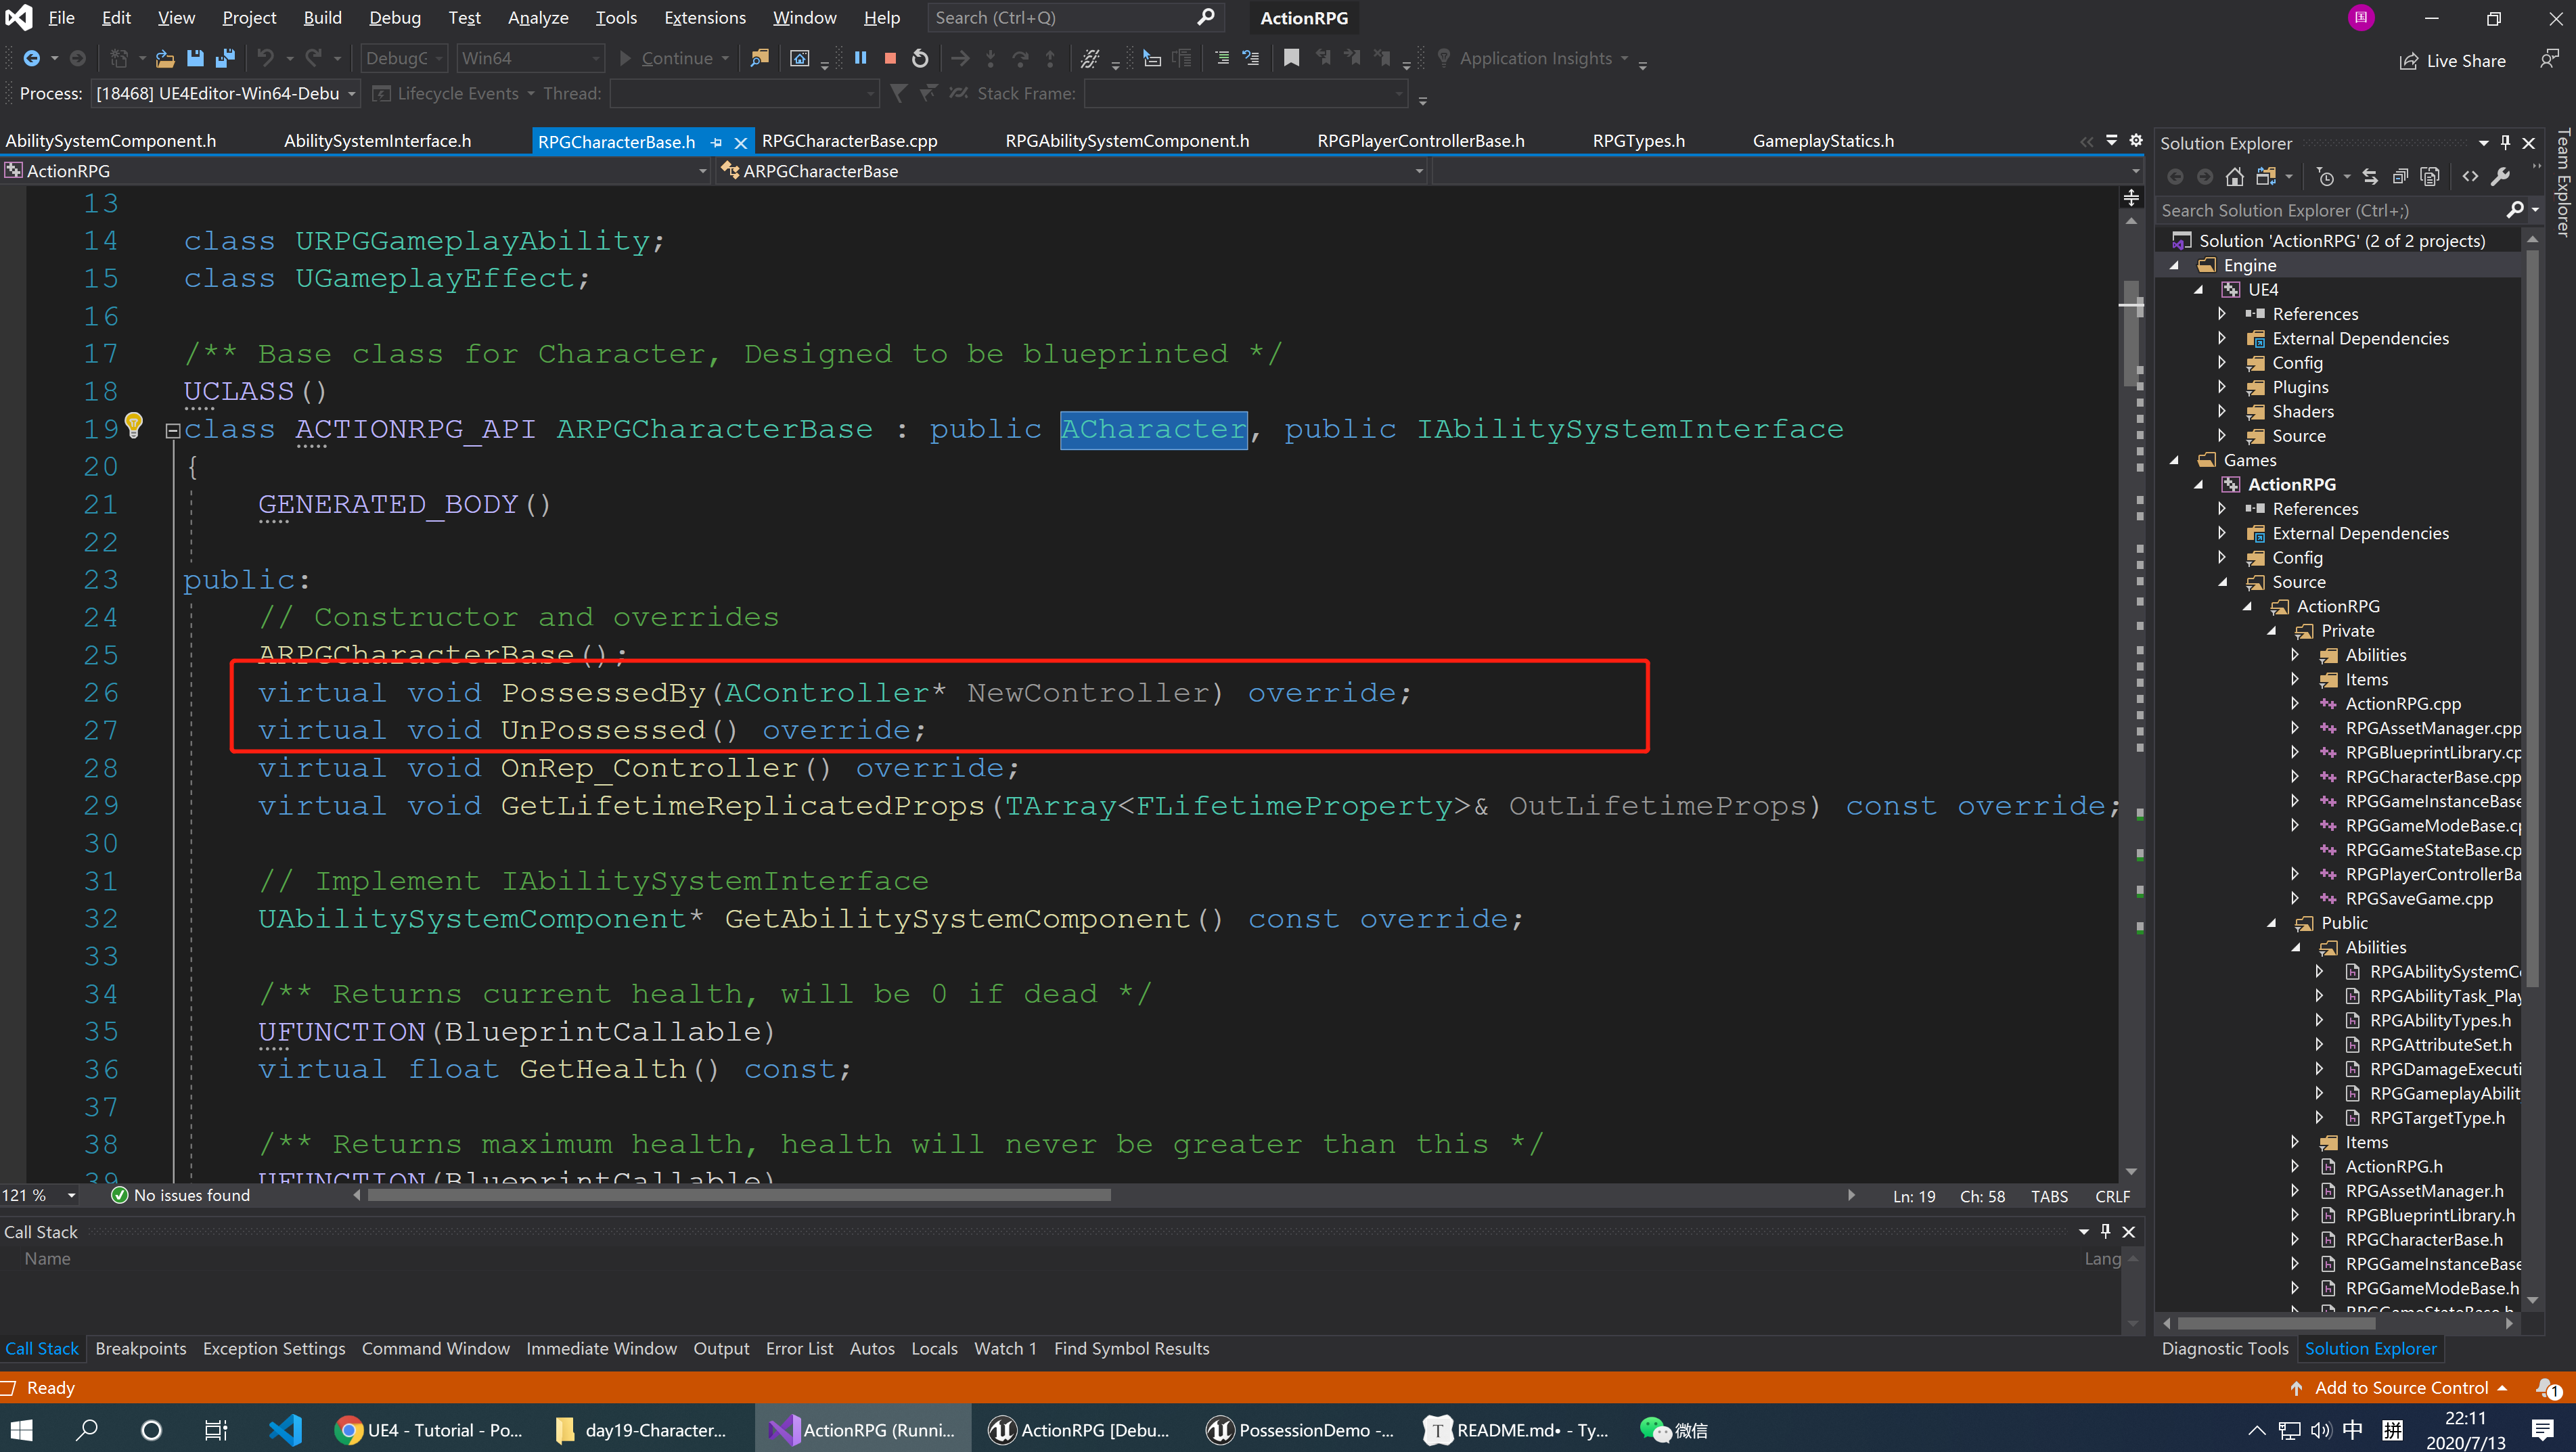 File Edit View Project Build Debug Test Analyze Tools Extensions Window Help Search (Ctrl+Q) ActionRPG 国
DebugG Win64 Continue Application Insights Live Share
Process: [18468] UE4Editor-Win64-Debu Lifecycle Events Thread: Stack Frame:
AbilitySystemComponent.h AbilitySystemInterface.h RPGCharacterBase.h RPGCharacterBase.cpp RPGAbilitySystemComponent.h RPGPlayerControllerBase.h RPGTypes.h GameplayStatics.h
ActionRPG ARPGCharacterBase
13
14 class URPGGameplayAbility;
15 class UGameplayEffect;
16
17 /** Base class for Character, Designed to be blueprinted */
18 UCLASS()
19 class ACTIONRPG_API ARPGCharacterBase : public ACharacter, public IAbilitySystemInterface
20 {
21 GENERATED_BODY()
22
23 public:
24 // Constructor and overrides
25 ARPGCharacterBase();
26 virtual void PossessedBy(AController* NewController) override;
27 virtual void UnPossessed() override;
28 virtual void OnRep_Controller() override;
29 virtual void GetLifetimeReplicatedProps(TArray<FLifetimeProperty>& OutLifetimeProps) const override;
30
31 // Implement IAbilitySystemInterface
32 UAbilitySystemComponent* GetAbilitySystemComponent() const override;
33
34 /** Returns current health, will be 0 if dead */
35 UFUNCTION(BlueprintCallable)
36 virtual float GetHealth() const;
37
38 /** Returns maximum health, health will never be greater than this */
39 UFUNCTION(BlueprintCallable)
121 % No issues found Ln: 19 Ch: 58 TABS CRLF
Call Stack
Name Lang
Call Stack Breakpoints Exception Settings Command Window Immediate Window Output Error List Autos Locals Watch 1 Find Symbol Results
Solution Explorer
Search Solution Explorer (Ctrl+;)
Solution 'ActionRPG' (2 of 2 projects)
Engine
UE4
References
External Dependencies
Config
Plugins
Shaders
Source
Games
ActionRPG
References
External Dependencies
Config
Source
ActionRPG
Private
Abilities
Items
ActionRPG.cpp
RPGAssetManager.cpp
RPGBlueprintLibrary.cp
RPGCharacterBase.cpp
RPGGameInstanceBase
RPGGameModeBase.cp
RPGGameStateBase.cp
RPGPlayerControllerBa
RPGSaveGame.cpp
Public
Abilities
RPGAbilitySystemCo
RPGAbilityTask_Play
RPGAbilityTypes.h
RPGAttributeSet.h
RPGDamageExecuti
RPGGameplayAbilit
RPGTargetType.h
Items
ActionRPG.h
RPGAssetManager.h
RPGBlueprintLibrary.h
RPGCharacterBase.h
RPGGameInstanceBase
RPGGameModeBase.h
RPGGameStateBase.h
Diagnostic Tools Solution Explorer
Team Explorer
Ready Add to Source Control 1
UE4 - Tutorial - Po... day19-Character... ActionRPG (Runni... ActionRPG [Debu... PossessionDemo -... T README.md• - Ty... 微信 中 拼 22:11
2020/7/13